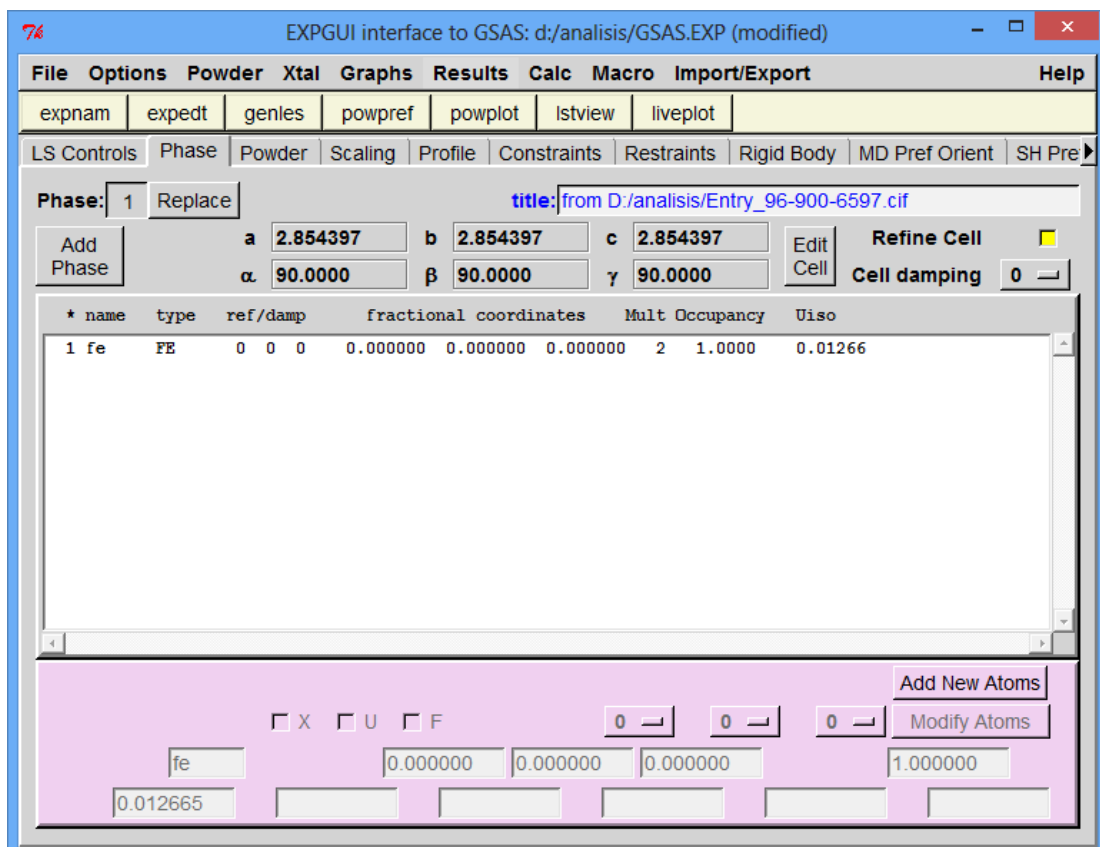 EXPGUI interface to GSAS: d:/analisis/GSAS.EXP (modified)
File Options Powder Xtal Graphs Results Calc Macro Import/Export Help
expnam expedt genles powpref powplot lstview liveplot
LS Controls Phase Powder Scaling Profile Constraints Restraints Rigid Body MD Pref Orient SH Pre
Phase: 1 Replace title: from D:/analisis/Entry_96-900-6597.cif
Add Phase a 2.854397 b 2.854397 c 2.854397 Edit Cell Refine Cell
α 90.0000 β 90.0000 γ 90.0000 Cell damping 0
* name type ref/damp fractional coordinates Mult Occupancy Uiso
1 fe FE 0 0 0 0.000000 0.000000 0.000000 2 1.0000 0.01266
Add New Atoms
X U F 0 0 0 Modify Atoms
fe 0.000000 0.000000 0.000000 1.000000
0.012665